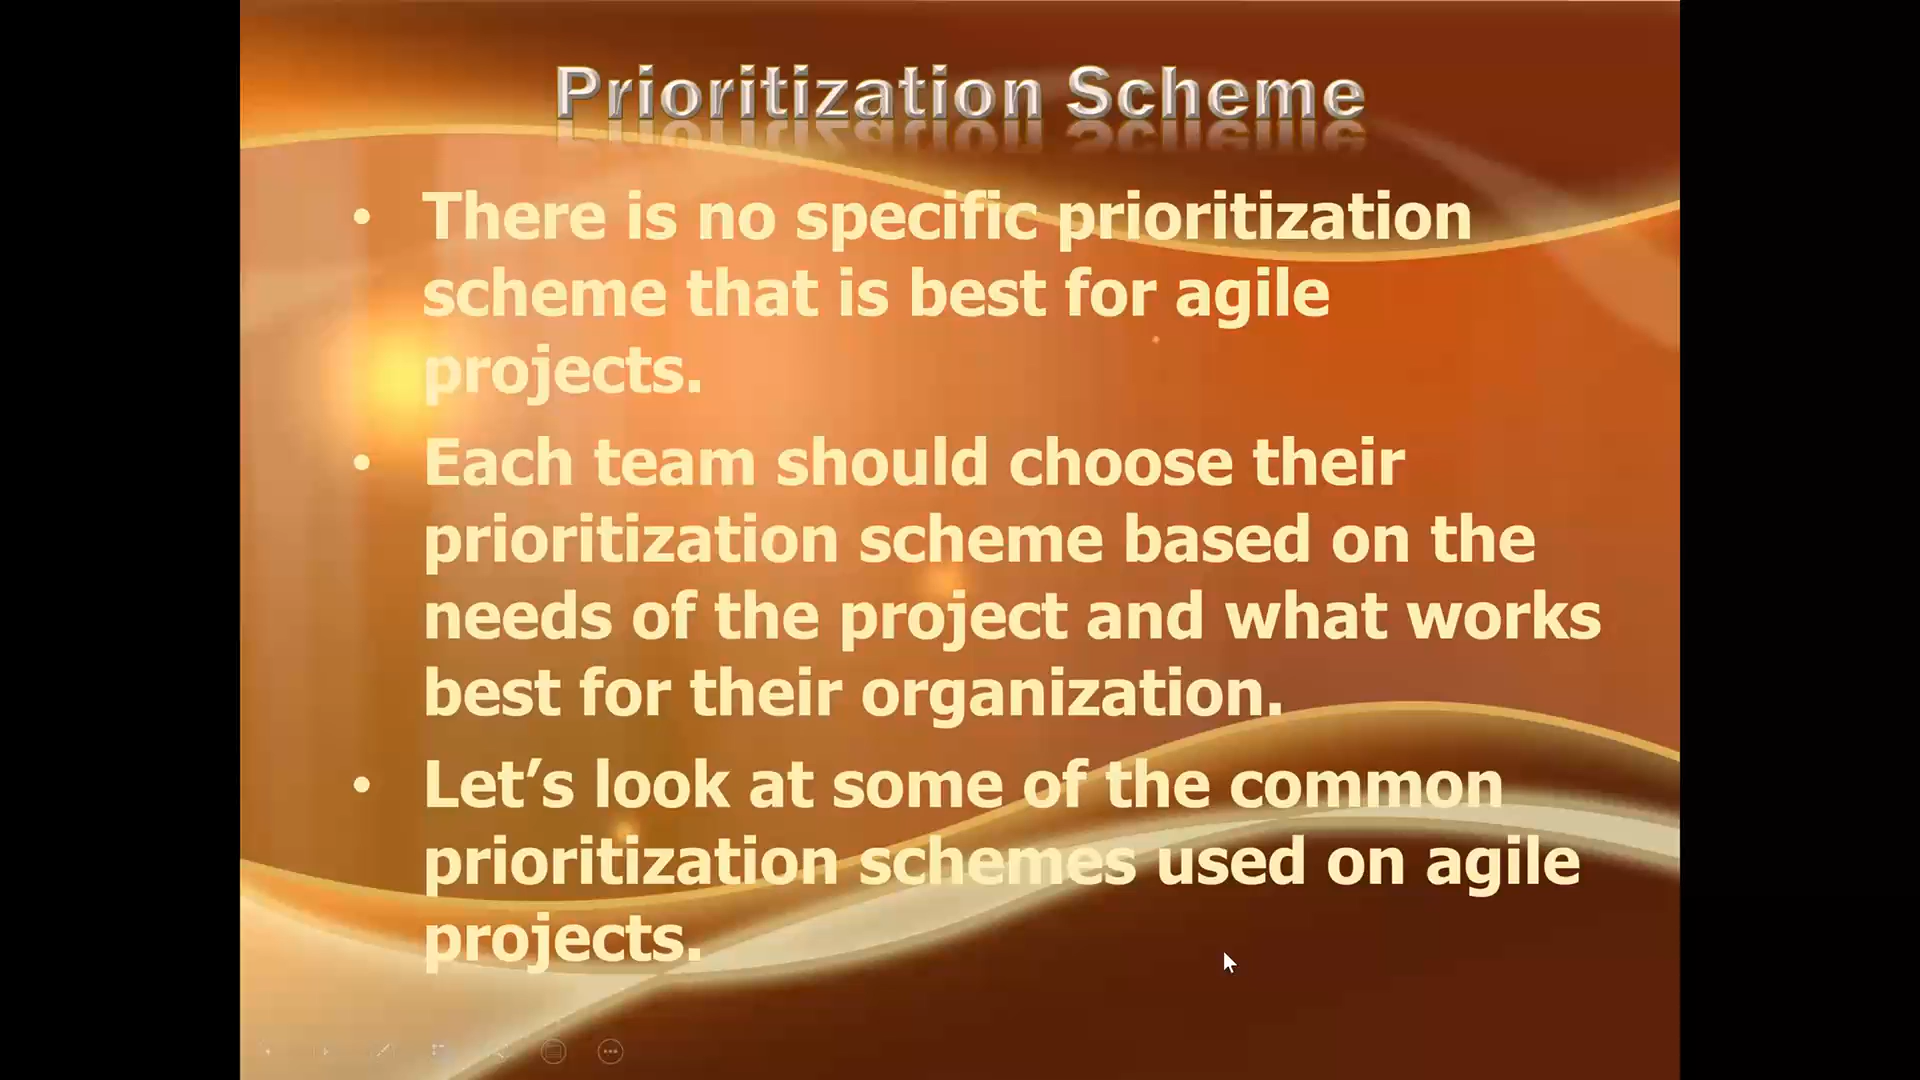 Prioritization Scheme
• There is no specific prioritization
scheme that is best for agile
projects.
• Each team should choose their
prioritization scheme based on the
needs of the project and what works
best for their organization.
• Let’s look at some of the common
prioritization schemes used on agile
projects.